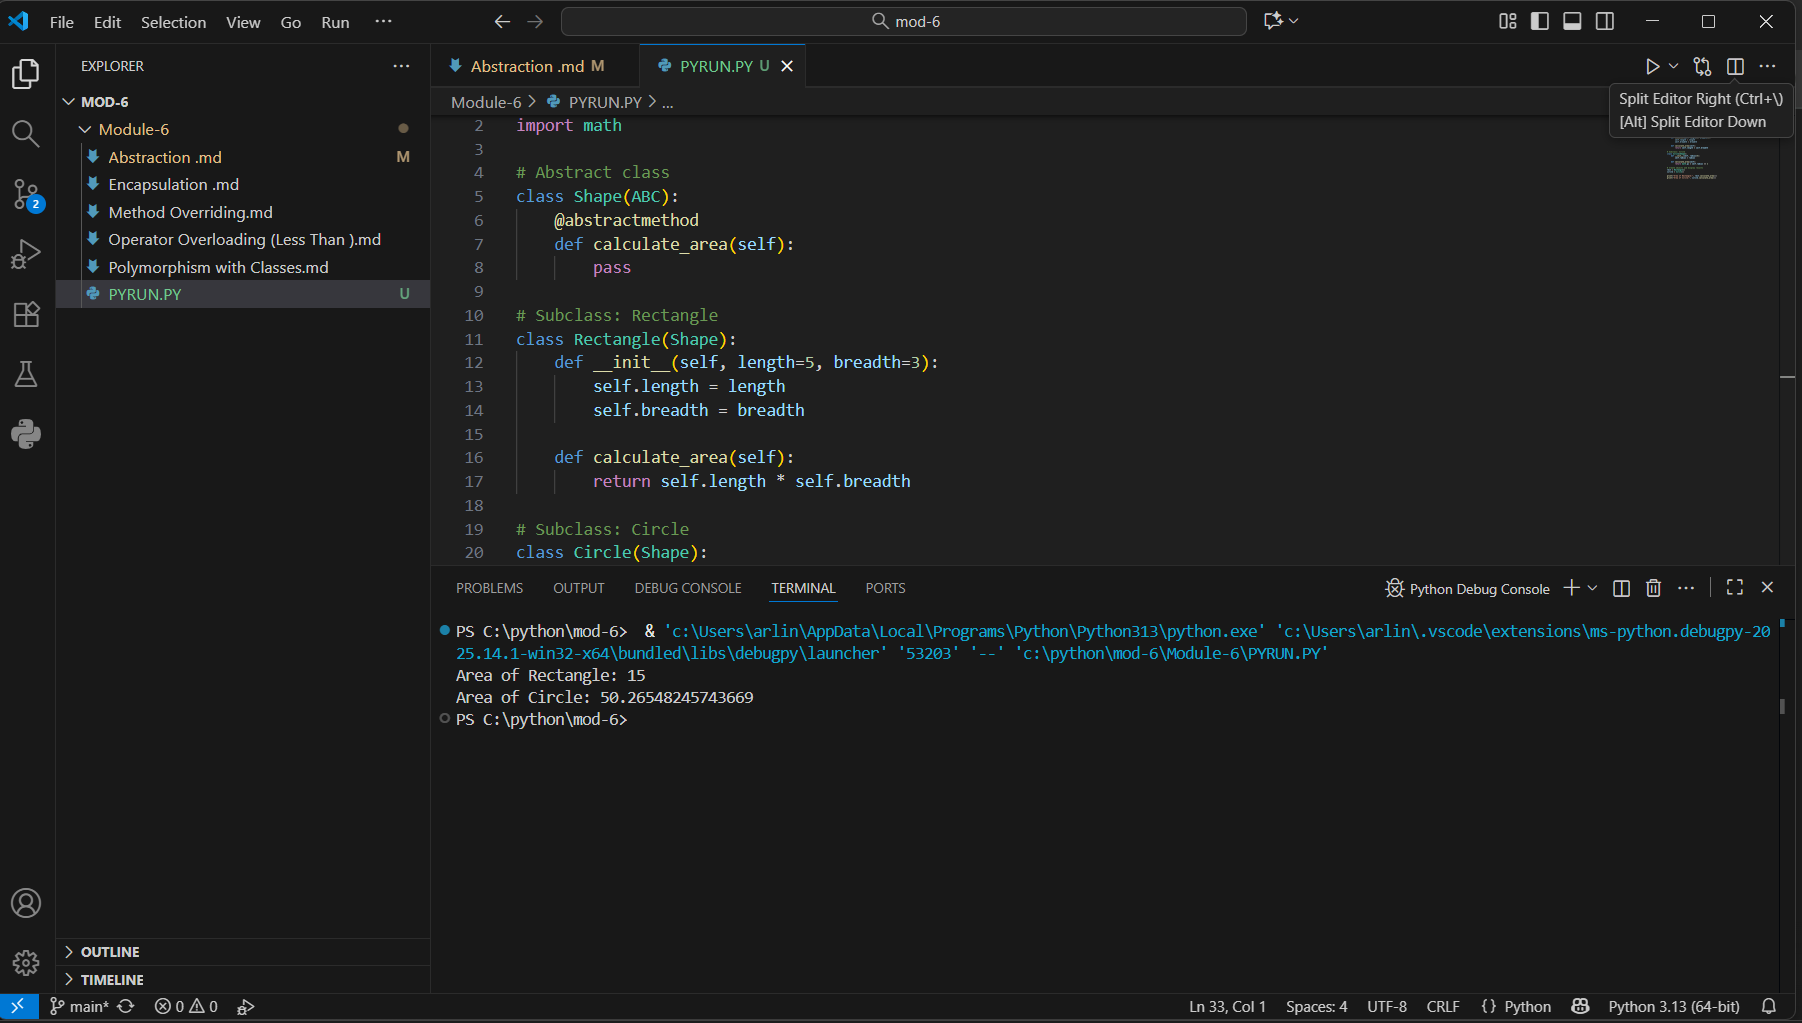 File Edit Selection View Go Run ···
mod-6
EXPLORER ···
Abstraction .md M
PYRUN.PY U
Split Editor Right (Ctrl+\)
[Alt] Split Editor Down
MOD-6
Module-6
Abstraction .md M
Encapsulation .md
Method Overriding.md
Operator Overloading (Less Than ).md
Polymorphism with Classes.md
PYRUN.PY U
Module-6 > PYRUN.PY > ...
2 import math
3
4 # Abstract class
5 class Shape(ABC):
6 @abstractmethod
7 def calculate_area(self):
8 pass
9
10 # Subclass: Rectangle
11 class Rectangle(Shape):
12 def __init__(self, length=5, breadth=3):
13 self.length = length
14 self.breadth = breadth
15
16 def calculate_area(self):
17 return self.length * self.breadth
18
19 # Subclass: Circle
20 class Circle(Shape):
PROBLEMS OUTPUT DEBUG CONSOLE TERMINAL PORTS
Python Debug Console
PS C:\python\mod-6>  & 'c:\Users\arlin\AppData\Local\Programs\Python\Python313\python.exe' 'c:\Users\arlin\.vscode\extensions\ms-python.debugpy-20
25.14.1-win32-x64\bundled\libs\debugpy\launcher' '53203' '--' 'c:\python\mod-6\Module-6\PYRUN.PY'
Area of Rectangle: 15
Area of Circle: 50.26548245743669
PS C:\python\mod-6>
2
OUTLINE
TIMELINE
main* 0 0
Ln 33, Col 1 Spaces: 4 UTF-8 CRLF {} Python Python 3.13 (64-bit)